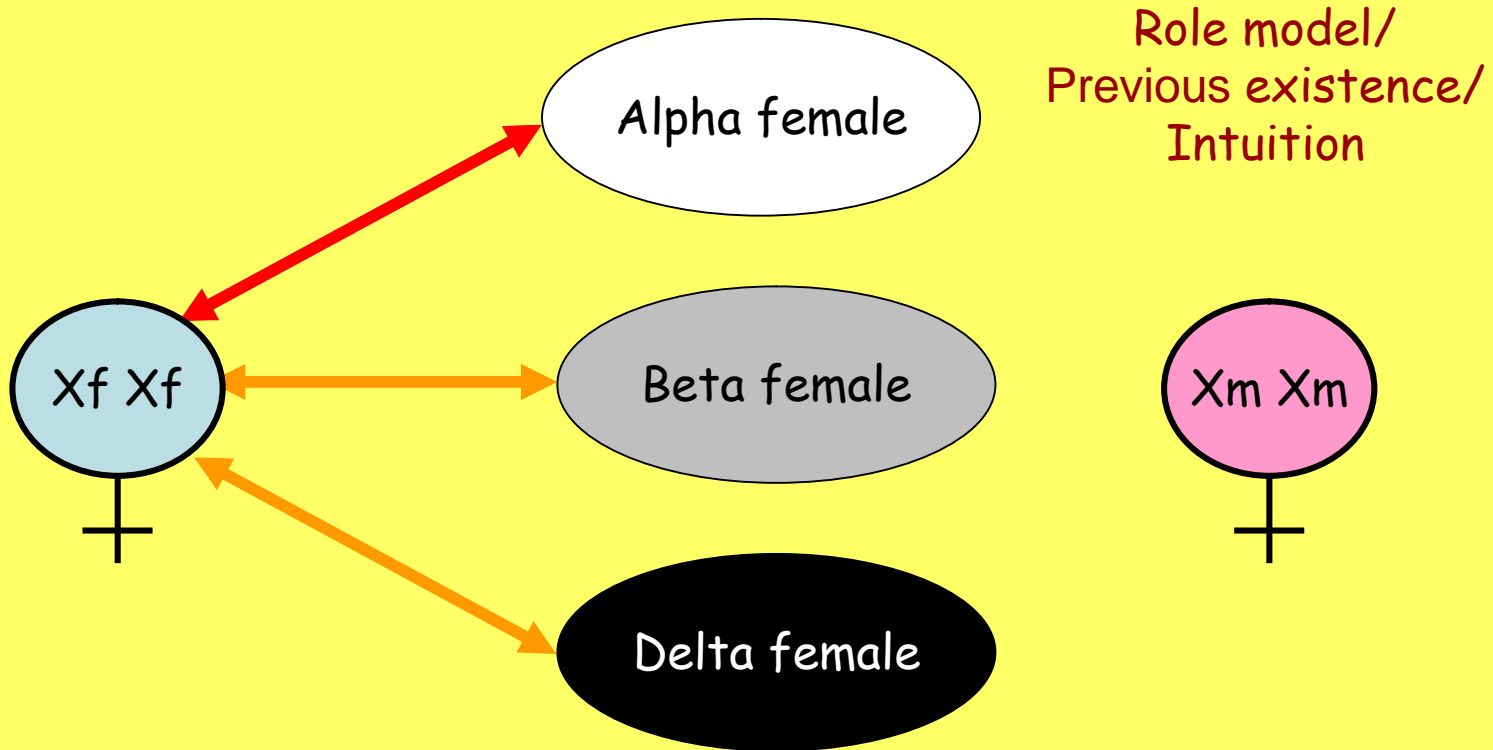 Role model/
Previous existence/
Intuition
Alpha female
Xf Xf
Beta female
Xm Xm
Delta female